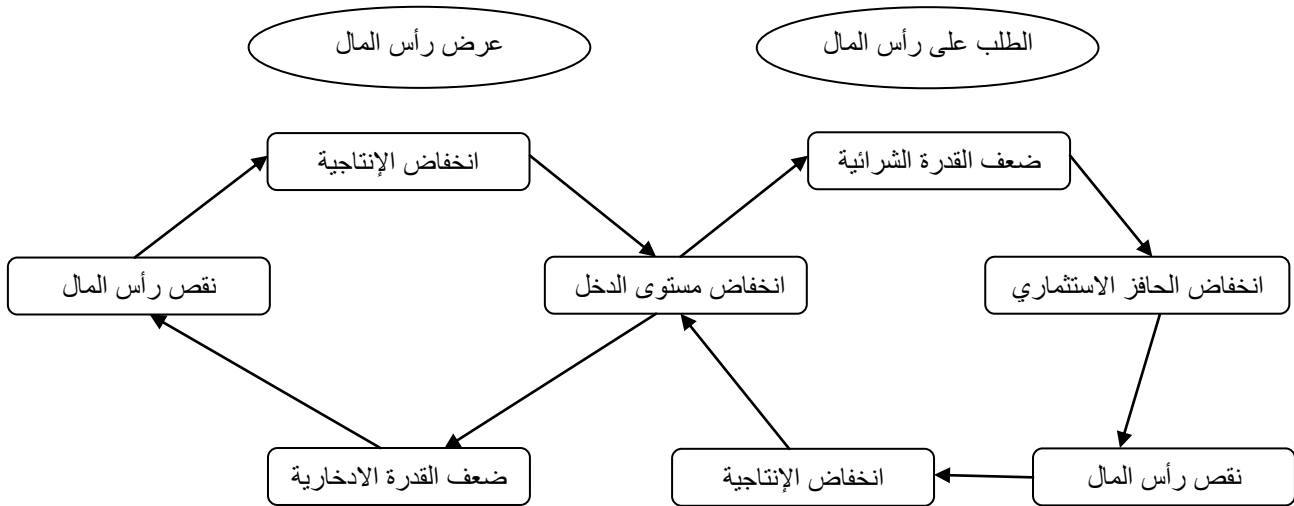 الطلب على رأس المال
عرض رأس المال
ضعف القدرة الشرائية
انخفاض الإنتاجية
انخفاض الحافز الاستثماري
انخفاض مستوى الدخل
نقص رأس المال
نقص رأس المال
انخفاض الإنتاجية
ضعف القدرة الادخارية